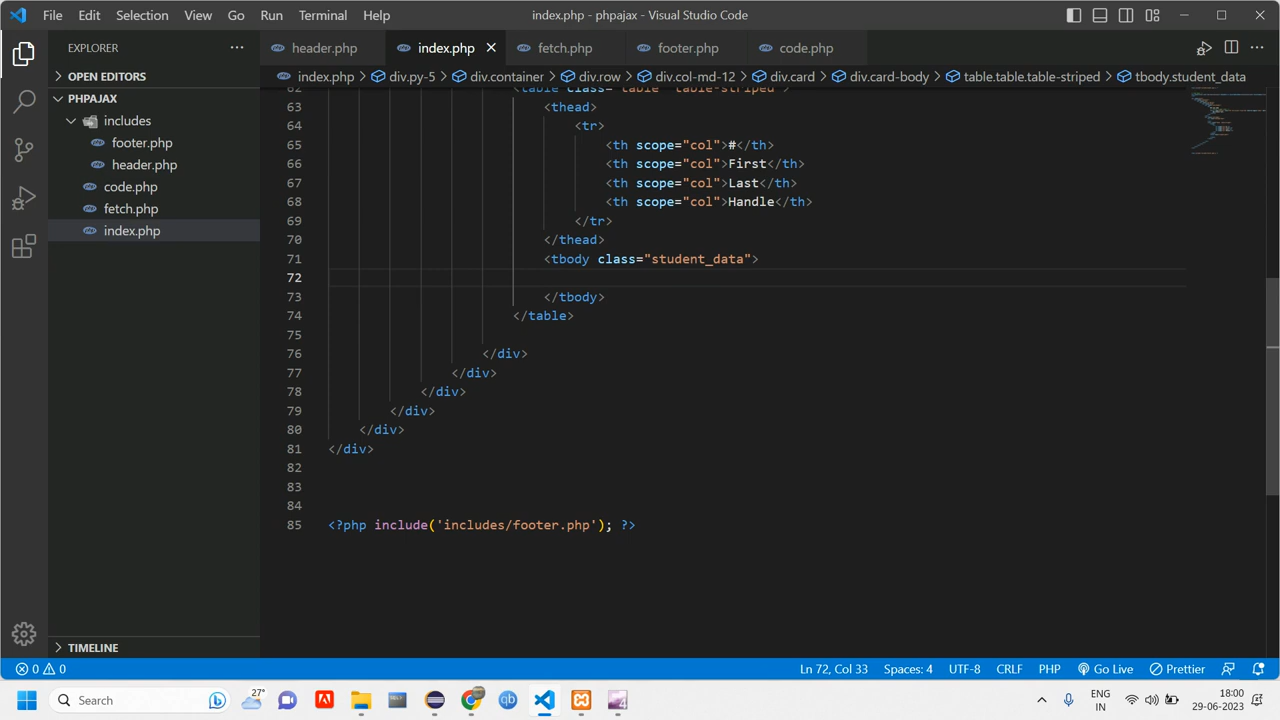 File Edit Selection View Go Run Terminal Help
index.php - phpajax - Visual Studio Code
EXPLORER
header.php
index.php
fetch.php
footer.php
code.php
OPEN EDITORS
index.php > div.py-5 > div.container > div.row > div.col-md-12 > div.card > div.card-body > table.table.table-striped > tbody.student_data
PHPAJAX
includes
footer.php
header.php
code.php
fetch.php
index.php
62 <table class="table table-striped">
63 <thead>
64 <tr>
65 <th scope="col">#</th>
66 <th scope="col">First</th>
67 <th scope="col">Last</th>
68 <th scope="col">Handle</th>
69 </tr>
70 </thead>
71 <tbody class="student_data">
72
73 </tbody>
74 </table>
75
76 </div>
77 </div>
78 </div>
79 </div>
80 </div>
81 </div>
82
83
84
85 <?php include('includes/footer.php'); ?>
TIMELINE
0 0
Ln 72, Col 33 Spaces: 4 UTF-8 CRLF PHP Go Live Prettier
Search
27°
qb
ENG
IN
18:00
29-06-2023